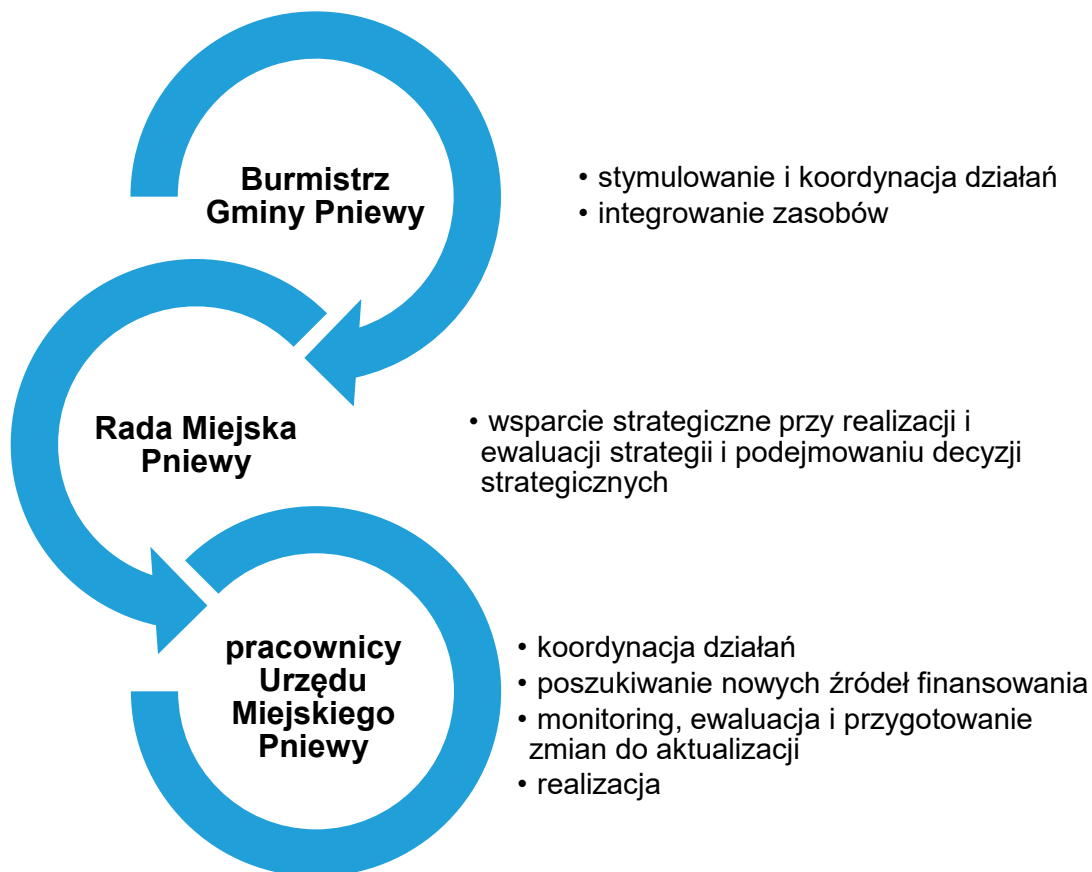 Burmistrz
Gminy Pniewy
• stymulowanie i koordynacja działań
• integrowanie zasobów
Rada Miejska
Pniewy
• wsparcie strategiczne przy realizacji i
ewaluacji strategii i podejmowaniu decyzji
strategicznych
pracownicy
Urzędu
Miejskiego
Pniewy
• koordynacja działań
• poszukiwanie nowych źródeł finansowania
• monitoring, ewaluacja i przygotowanie
zmian do aktualizacji
• realizacja